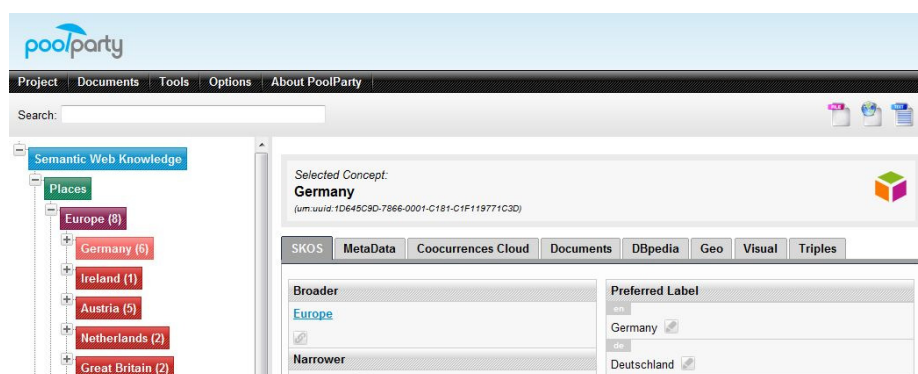 poolparty
Project Documents Tools Options About PoolParty
Search:
Semantic Web Knowledge
Places
Europe (8)
Germany (6)
Ireland (1)
Austria (5)
Netherlands (2)
Great Britain (2)
Selected Concept:
Germany
(urn:uuid:1D645C9D-7866-0001-C181-C1F119771C3D)
SKOS MetaData Coocurrences Cloud Documents DBpedia Geo Visual Triples
Broader
Europe
Narrower
Preferred Label
en
Germany
de
Deutschland